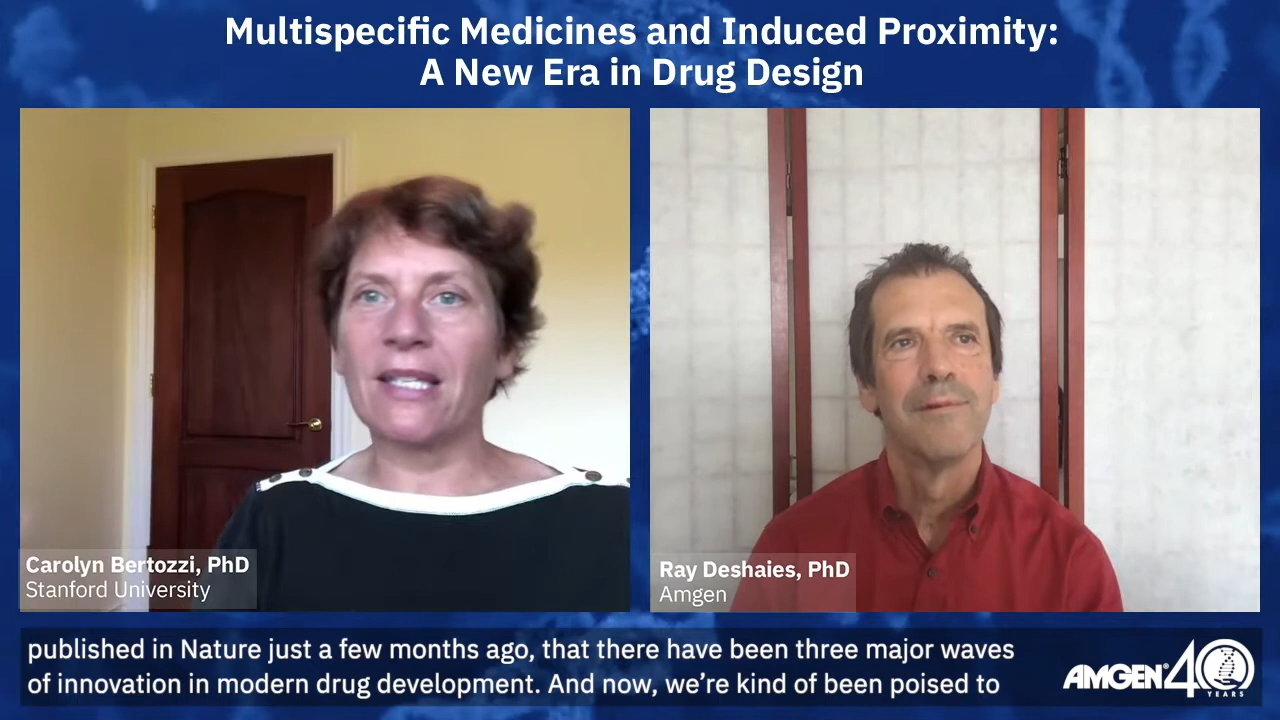 Multispecific Medicines and Induced Proximity:
A New Era in Drug Design
Carolyn Bertozzi, PhD
Stanford University
Ray Deshaies, PhD
Amgen
published in Nature just a few months ago, that there have been three major waves
of innovation in modern drug development. And now, we’re kind of been poised to
AMGEN® 40
YEARS